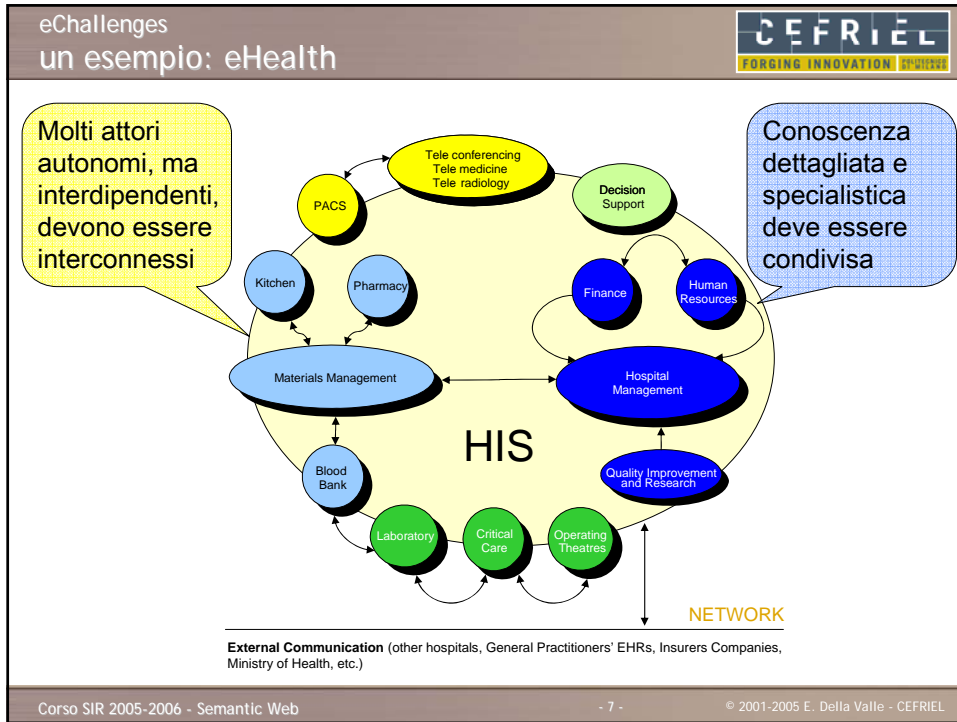 eChallenges
un esempio: eHealth
CEFRIEL
FORGING INNOVATION POLITECNICO
DI MILANO
Molti attori
autonomi, ma
interdipendenti,
devono essere
interconnessi
Conoscenza
dettagliata e
specialistica
deve essere
condivisa
Tele conferencing
Tele medicine
Tele radiology
PACS
Decision
Support
Kitchen
Pharmacy
Finance
Human
Resources
Materials Management
Hospital
Management
HIS
Blood
Bank
Quality Improvement
and Research
Laboratory
Critical
Care
Operating
Theatres
NETWORK
External Communication (other hospitals, General Practitioners' EHRs, Insurers Companies,
Ministry of Health, etc.)
Corso SIR 2005-2006 - Semantic Web
- 7 -
© 2001-2005 E. Della Valle - CEFRIEL